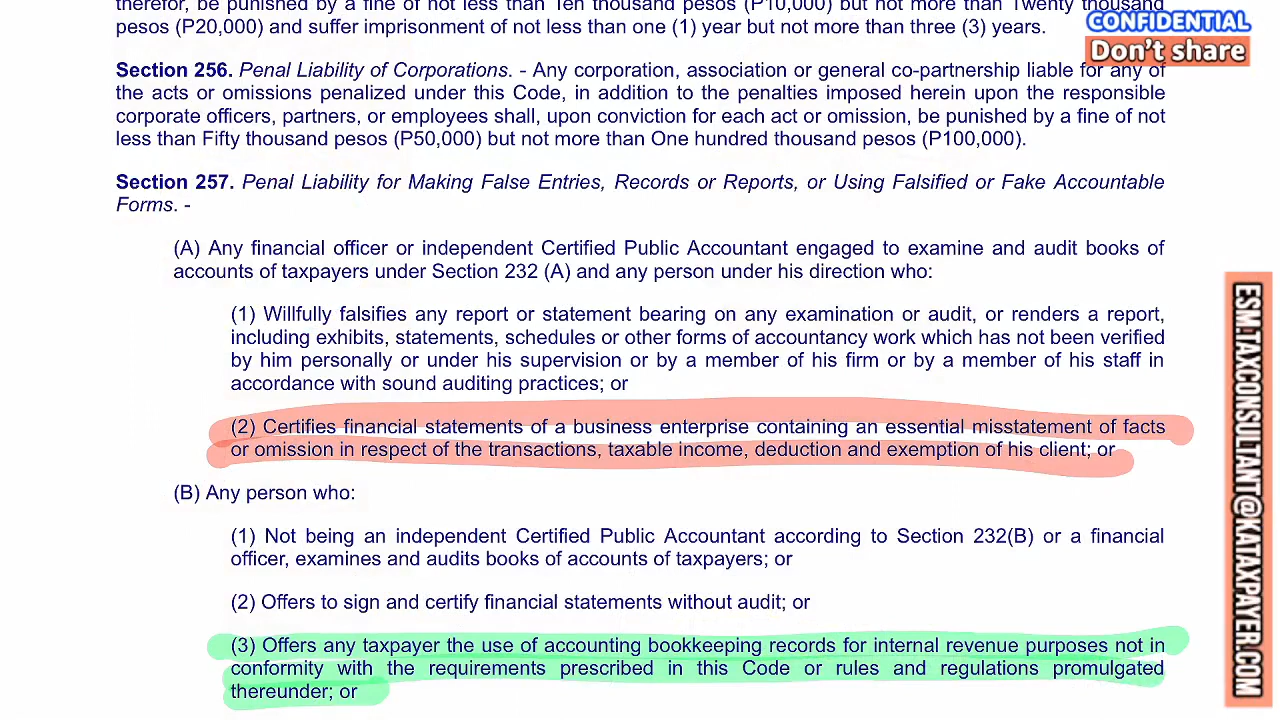 therefor, be punished by a fine of not less than Ten thousand pesos (P10,000) but not more than Twenty thousand
pesos (P20,000) and suffer imprisonment of not less than one (1) year but not more than three (3) years.
CONFIDENTIAL
Don't share
Section 256. Penal Liability of Corporations. - Any corporation, association or general co-partnership liable for any of
the acts or omissions penalized under this Code, in addition to the penalties imposed herein upon the responsible
corporate officers, partners, or employees shall, upon conviction for each act or omission, be punished by a fine of not
less than Fifty thousand pesos (P50,000) but not more than One hundred thousand pesos (P100,000).
Section 257. Penal Liability for Making False Entries, Records or Reports, or Using Falsified or Fake Accountable
Forms. -
(A) Any financial officer or independent Certified Public Accountant engaged to examine and audit books of
accounts of taxpayers under Section 232 (A) and any person under his direction who:
(1) Willfully falsifies any report or statement bearing on any examination or audit, or renders a report,
including exhibits, statements, schedules or other forms of accountancy work which has not been verified
by him personally or under his supervision or by a member of his firm or by a member of his staff in
accordance with sound auditing practices; or
(2) Certifies financial statements of a business enterprise containing an essential misstatement of facts
or omission in respect of the transactions, taxable income, deduction and exemption of his client; or
(B) Any person who:
(1) Not being an independent Certified Public Accountant according to Section 232(B) or a financial
officer, examines and audits books of accounts of taxpayers; or
(2) Offers to sign and certify financial statements without audit; or
(3) Offers any taxpayer the use of accounting bookkeeping records for internal revenue purposes not in
conformity with the requirements prescribed in this Code or rules and regulations promulgated
thereunder; or
ESM.TAXCONSULTANT@KATAXPAYER.COM